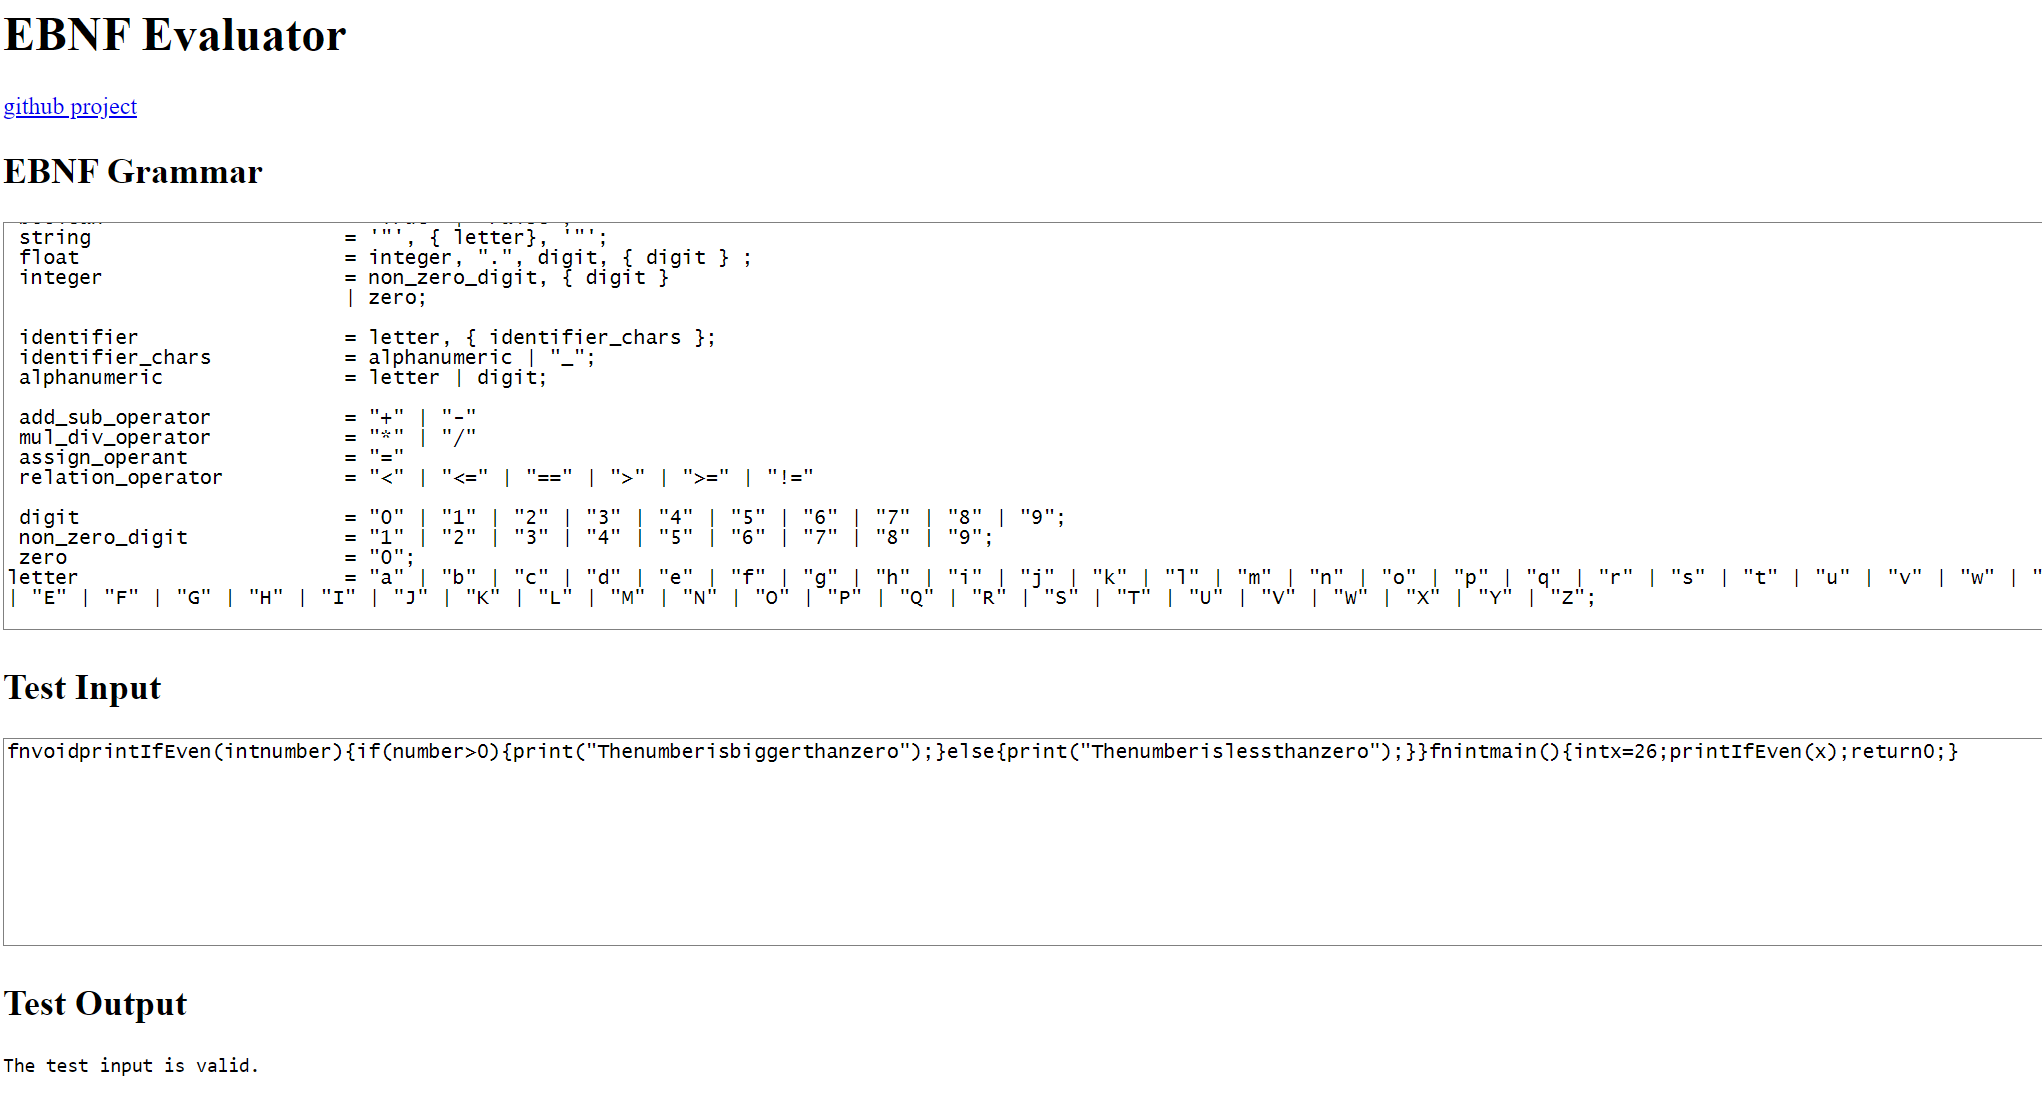 EBNF Evaluator
github project
EBNF Grammar
string = '"', { letter}, '"';
float = integer, ".", digit, { digit } ;
integer = non_zero_digit, { digit }
| zero;
identifier = letter, { identifier_chars };
identifier_chars = alphanumeric | "_";
alphanumeric = letter | digit;
add_sub_operator = "+" | "-"
mul_div_operator = "*" | "/"
assign_operant = "="
relation_operator = "<" | "<=" | "==" | ">" | ">=" | "!="
digit = "0" | "1" | "2" | "3" | "4" | "5" | "6" | "7" | "8" | "9";
non_zero_digit = "1" | "2" | "3" | "4" | "5" | "6" | "7" | "8" | "9";
zero = "0";
letter = "a" | "b" | "c" | "d" | "e" | "f" | "g" | "h" | "i" | "j" | "k" | "l" | "m" | "n" | "o" | "p" | "q" | "r" | "s" | "t" | "u" | "v" | "w" | "
| "E" | "F" | "G" | "H" | "I" | "J" | "K" | "L" | "M" | "N" | "O" | "P" | "Q" | "R" | "S" | "T" | "U" | "V" | "W" | "X" | "Y" | "Z";
Test Input
fnvoidprintIfEven(intnumber){if(number>0){print("Thenumberisbiggerthanzero");}else{print("Thenumberislessthanzero");}}fnintmain(){intx=26;printIfEven(x);return0;}
Test Output
The test input is valid.